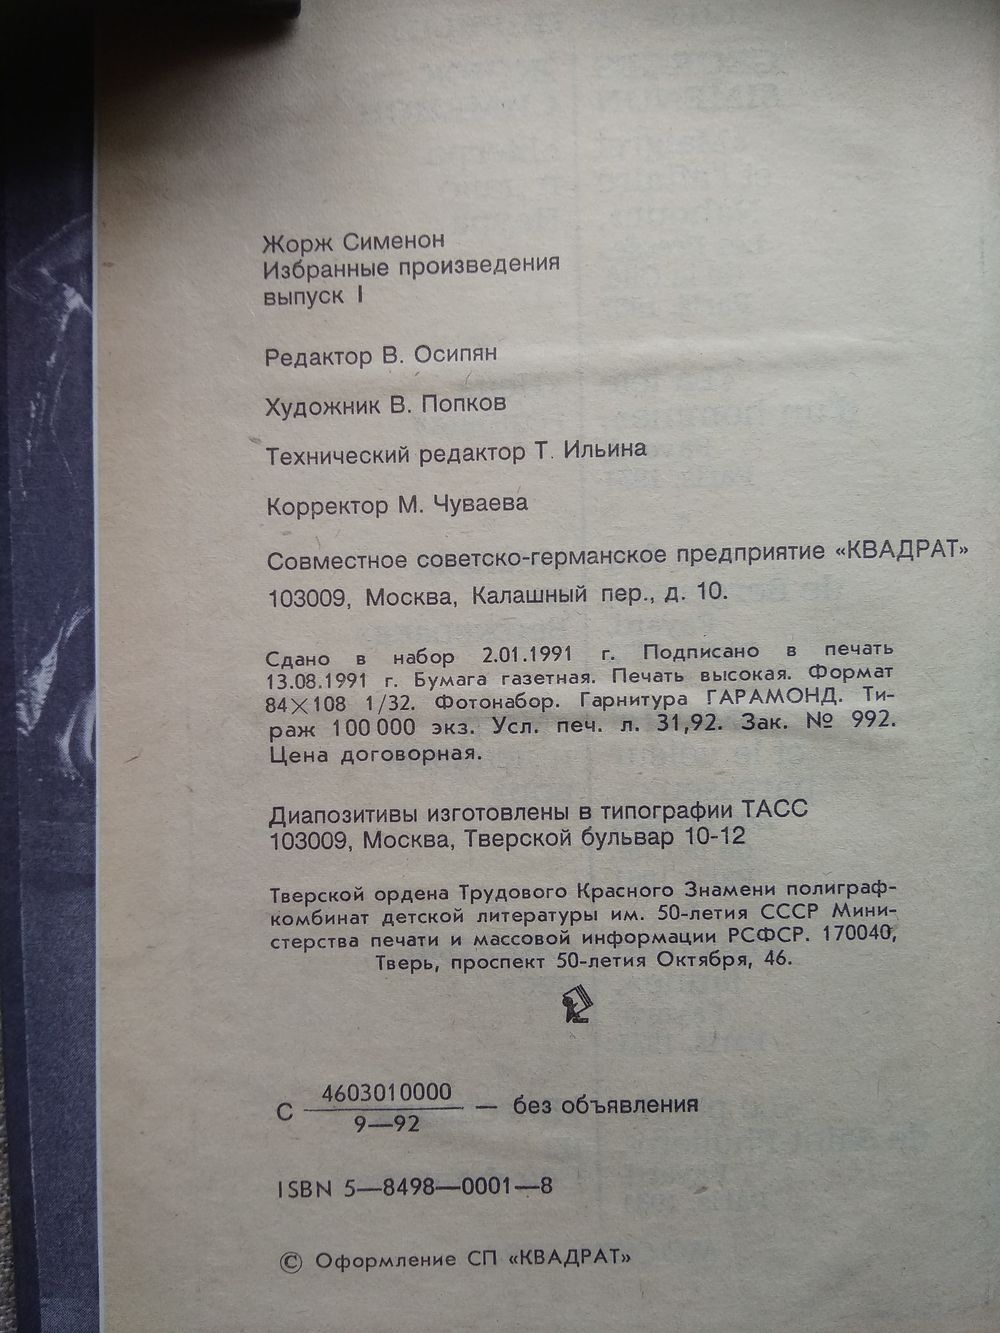 Жорж Сименон
Избранные произведения
выпуск I
Редактор В. Осипян
Художник В. Попков
Технический редактор Т. Ильина
Корректор М. Чуваева
Совместное советско-германское предприятие «КВАДРАТ»
103009, Москва, Калашный пер., д. 10.
Сдано в набор 2.01.1991 г. Подписано в печать
13.08.1991 г. Бумага газетная. Печать высокая. Формат
84×108 1/32. Фотонабор. Гарнитура ГАРАМОНД. Ти-
раж 100 000 экз. Усл. печ. л. 31,92. Зак. № 992.
Цена договорная.
Диапозитивы изготовлены в типографии ТАСС
103009, Москва, Тверской бульвар 10-12
Тверской ордена Трудового Красного Знамени полиграф-
комбинат детской литературы им. 50-летия СССР Мини-
стерства печати и массовой информации РСФСР. 170040,
Тверь, проспект 50-летия Октября, 46.
4603010000
С — без объявления
9—92
ISBN 5—8498—0001—8
© Оформление СП «КВАДРАТ»